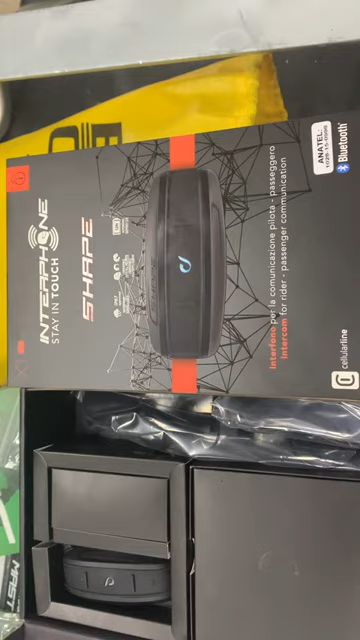 INTERPHONE
STAY IN TOUCH
SHAPE
Interfono per la comunicazione pilota - passeggero
Intercom for rider - passenger communication
ANATEL:
Bluetooth®
cellularline
MAST